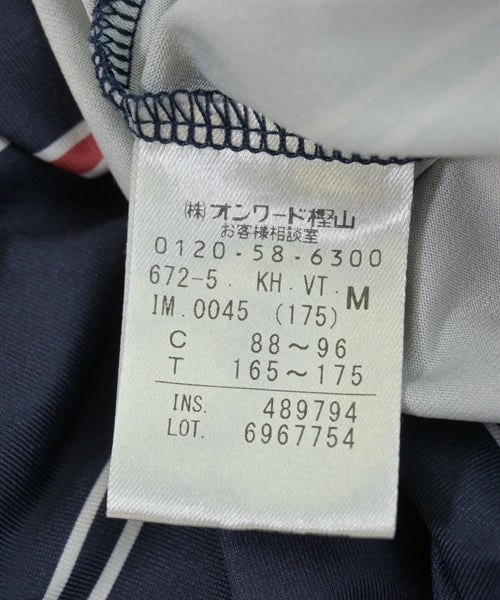 (株)オンワード樫山
お客様相談室
0120-58-6300
672-5. KH.VT. M
IM.0045 (175)
C 88～96
T 165～175
INS. 489794
LOT. 6967754